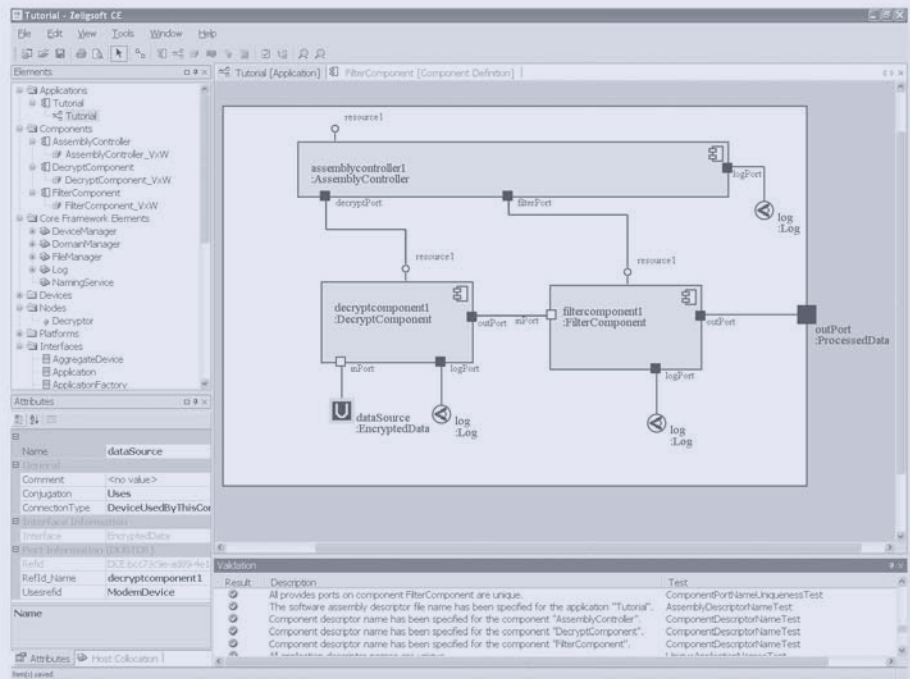 Tutorial - Zeligsoft CE
File Edit View Tools Window Help
Elements
Applications
Tutorial
Tutorial
Components
AssemblyController
AssemblyController_VxW
DecryptComponent
DecryptComponent_VxW
FilterComponent
FilterComponent_VxW
Core Framework Elements
DeviceManager
DomainManager
FileManager
Log
NamingService
Devices
Nodes
Decryptor
Platforms
Interfaces
AggregateDevice
Application
ApplicationFactory
Attributes
Name dataSource
General
Comment <no value>
Conjugation Uses
ConnectionType DeviceUsedByThisCor
Interface Information
Interface EncryptedData
Port Information
RefId
RefId_Name decryptcomponent1
Usesrefid ModemDevice
Name
Attributes Host Collocation
Item(s) saved
Tutorial [Application] FilterComponent [Component Definition]
resource1
assemblycontroller1
:AssemblyController
logPort
decryptPort
filterPort
log
:Log
resource1
resource1
decryptcomponent1
:DecryptComponent
outPort
inPort
filtercomponent1
:FilterComponent
outPort
outPort
:ProcessedData
inPort
logPort
logPort
dataSource
:EncryptedData
log
:Log
log
:Log
Validation
Result Description Test
All provides ports on component FilterComponent are unique. ComponentPortNameUniquenessTest
The software assembly descriptor file name has been specified for the application "Tutorial". AssemblyDescriptorNameTest
Component descriptor name has been specified for the component "AssemblyController". ComponentDescriptorNameTest
Component descriptor name has been specified for the component "DecryptComponent". ComponentDescriptorNameTest
Component descriptor name has been specified for the component "FilterComponent". ComponentDescriptorNameTest